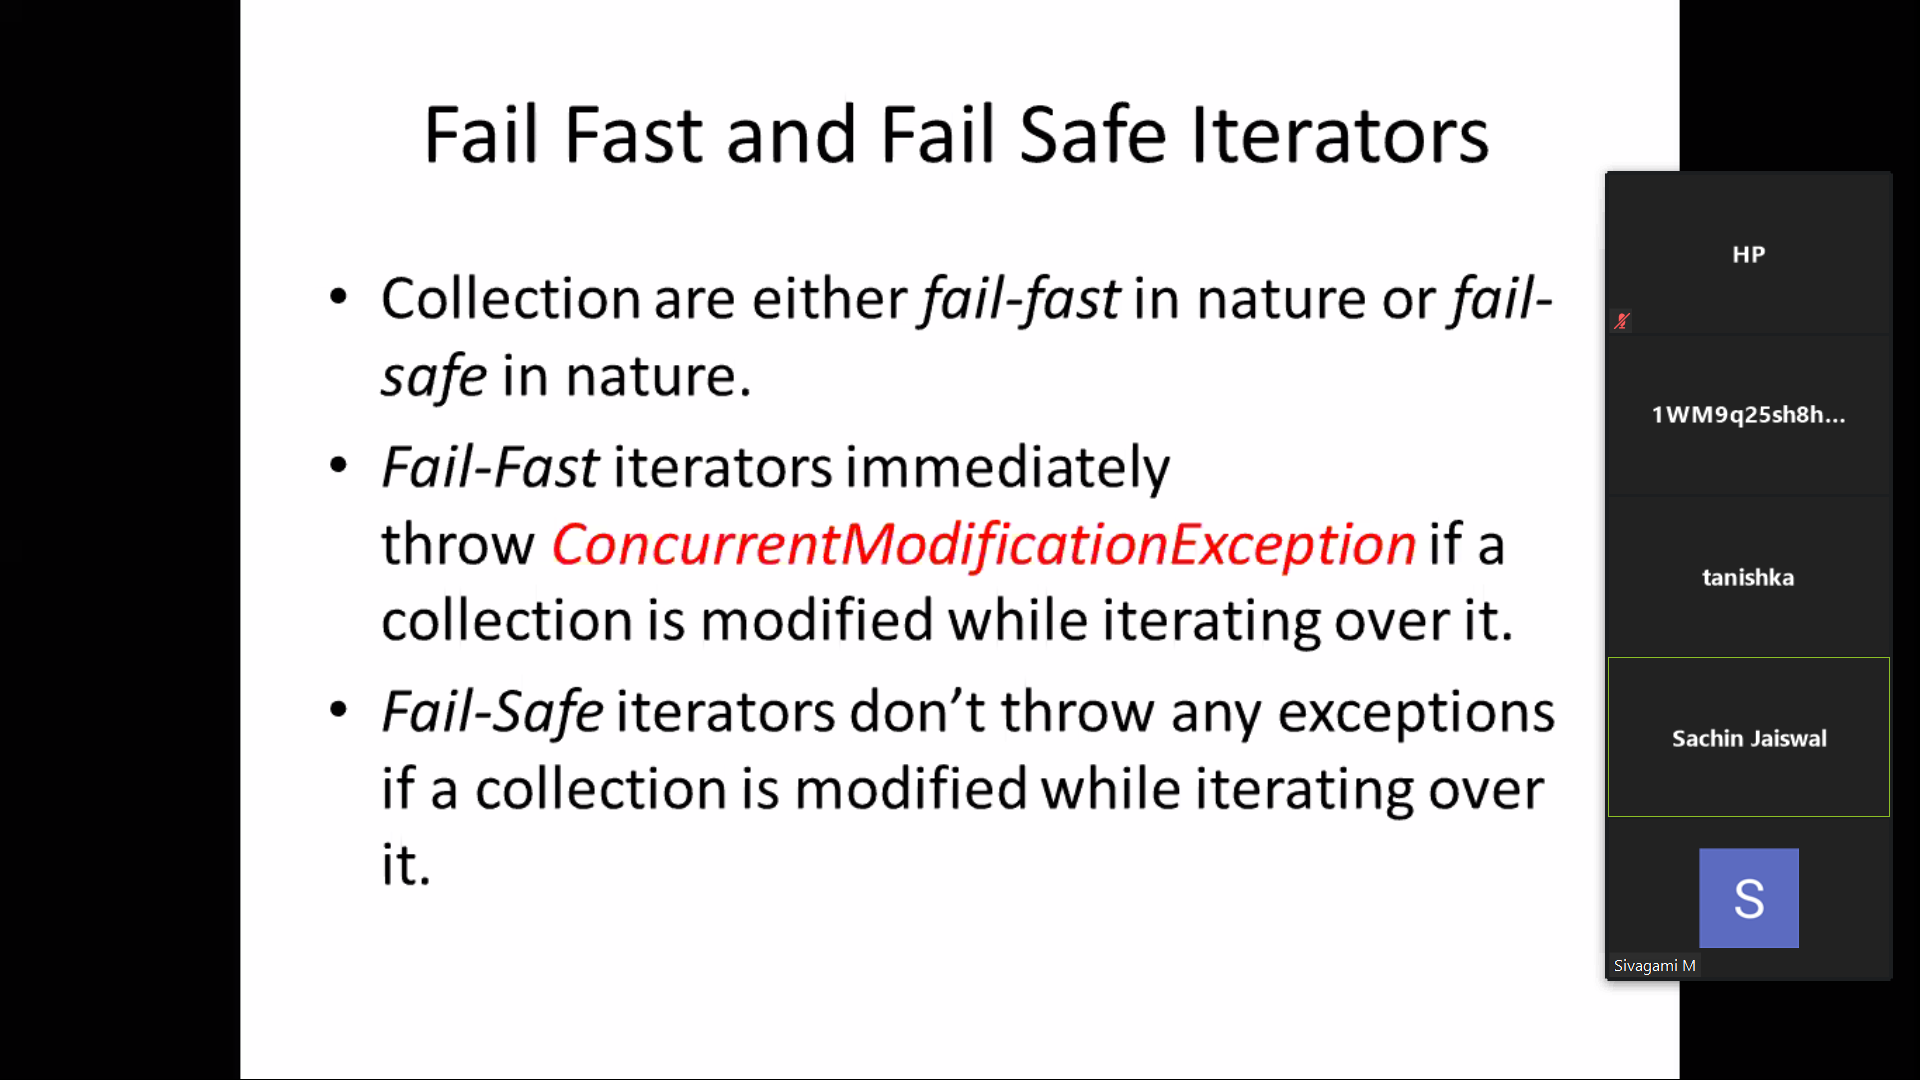 Fail Fast and Fail Safe Iterators
• Collection are either fail-fast in nature or fail-
safe in nature.
• Fail-Fast iterators immediately
throw ConcurrentModificationException if a
collection is modified while iterating over it.
• Fail-Safe iterators don’t throw any exceptions
if a collection is modified while iterating over
it.
HP
1WM9q25sh8h...
tanishka
Sachin Jaiswal
S
Sivagami M